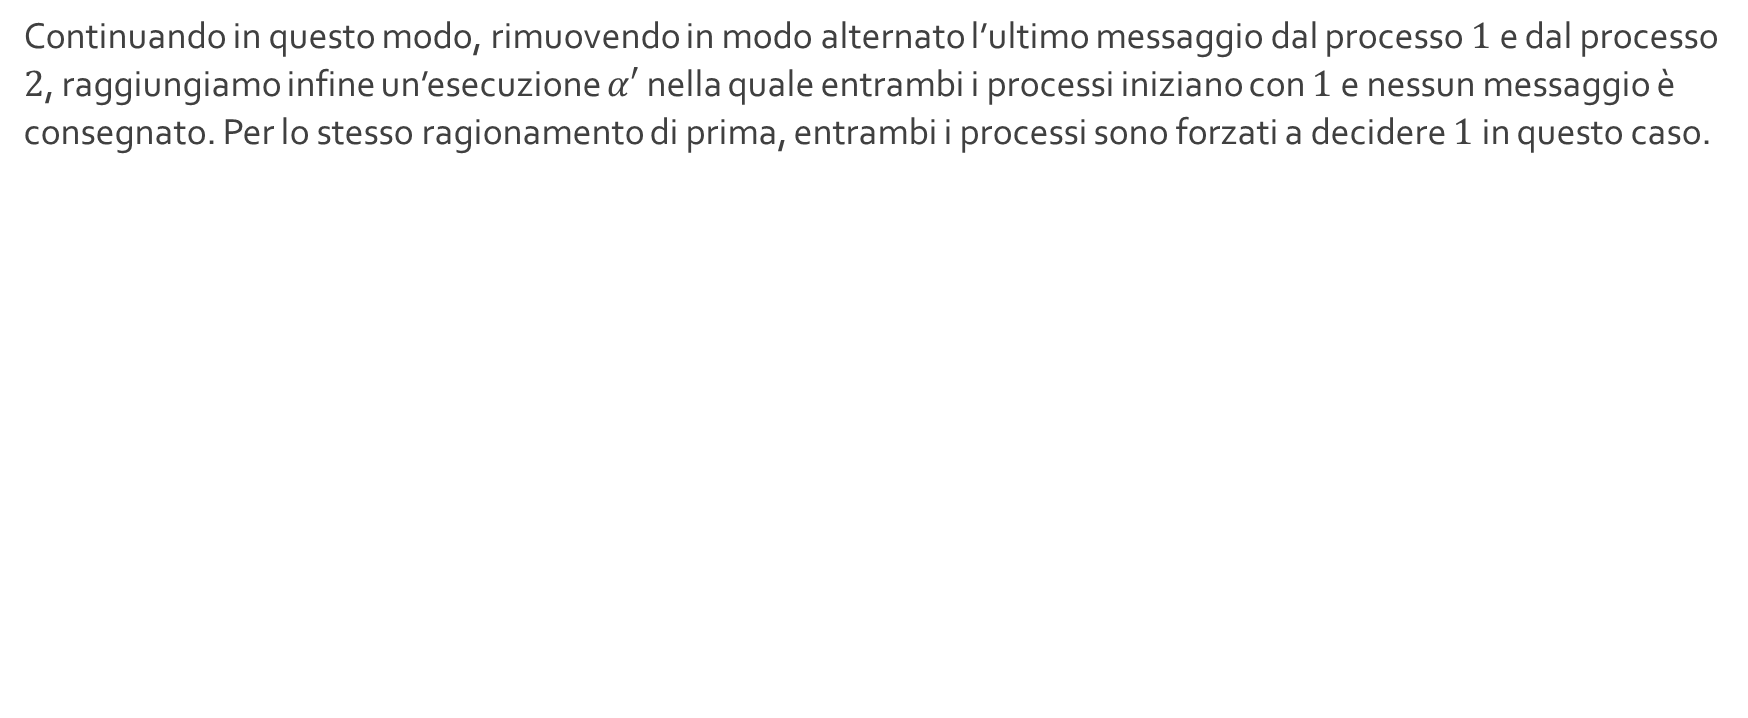 Continuando in questo modo, rimuovendo in modo alternato l’ultimo messaggio dal processo 1 e dal processo
2, raggiungiamo infine un’esecuzione α′ nella quale entrambi i processi iniziano con 1 e nessun messaggio è
consegnato. Per lo stesso ragionamento di prima, entrambi i processi sono forzati a decidere 1 in questo caso.